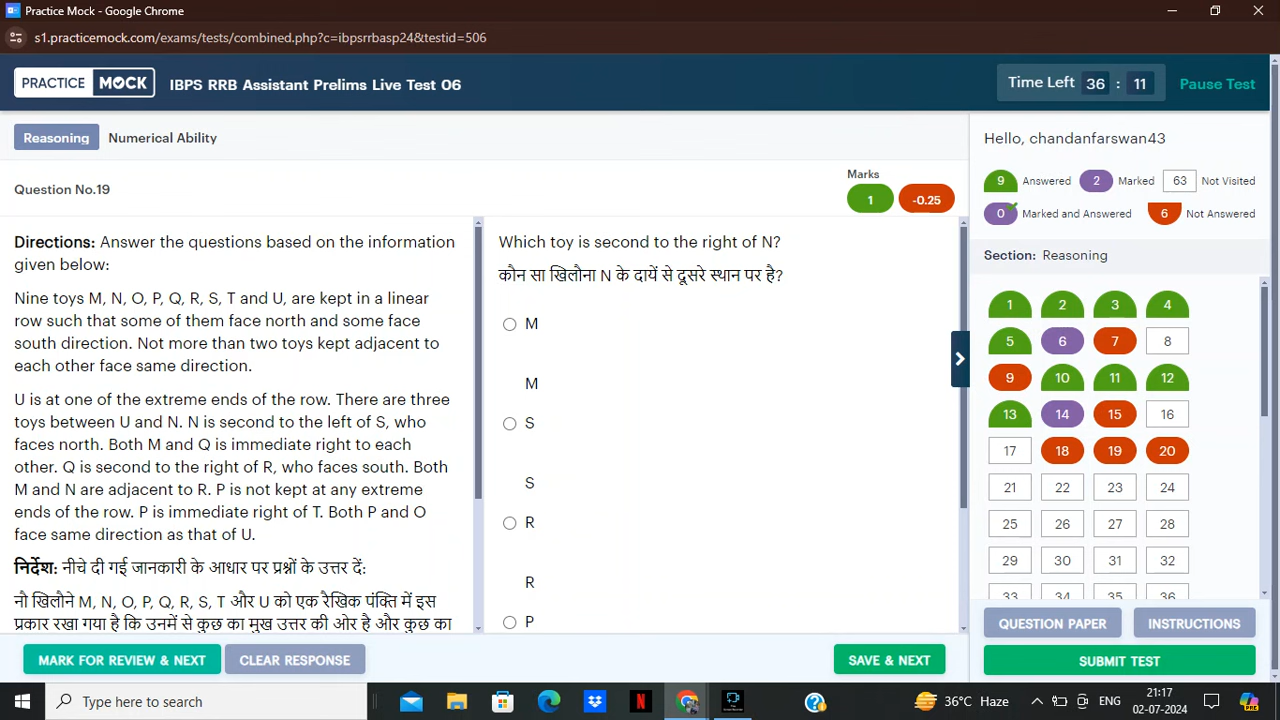 Practice Mock - Google Chrome
s1.practicemock.com/exams/tests/combined.php?c=ibpsrrbasp24&testid=506
PRACTICE MOCK
IBPS RRB Assistant Prelims Live Test 06
Time Left 36 : 11
Pause Test
Reasoning
Numerical Ability
Question No.19
Marks
1
-0.25
Directions: Answer the questions based on the information
given below:
Nine toys M, N, O, P, Q, R, S, T and U, are kept in a linear
row such that some of them face north and some face
south direction. Not more than two toys kept adjacent to
each other face same direction.
U is at one of the extreme ends of the row. There are three
toys between U and N. N is second to the left of S, who
faces north. Both M and Q is immediate right to each
other. Q is second to the right of R, who faces south. Both
M and N are adjacent to R. P is not kept at any extreme
ends of the row. P is immediate right of T. Both P and O
face same direction as that of U.
निर्देश: नीचे दी गई जानकारी के आधार पर प्रश्नों के उत्तर दें:
नौ खिलौने M, N, O, P, Q, R, S, T और U को एक रैखिक पंक्ति में इस
प्रकार रखा गया है कि उनमें से कुछ का मुख उत्तर की ओर है और कुछ का
Which toy is second to the right of N?
कौन सा खिलौना N के दायें से दूसरे स्थान पर है?
M
M
S
S
R
R
P
Hello, chandanfarswan43
9 Answered 2 Marked 63 Not Visited
0 Marked and Answered 6 Not Answered
Section: Reasoning
1 2 3 4
5 6 7 8
9 10 11 12
13 14 15 16
17 18 19 20
21 22 23 24
25 26 27 28
29 30 31 32
33 34 35 36
MARK FOR REVIEW & NEXT
CLEAR RESPONSE
SAVE & NEXT
QUESTION PAPER
INSTRUCTIONS
SUBMIT TEST
Type here to search
36°C Haze
ENG
21:17
02-07-2024